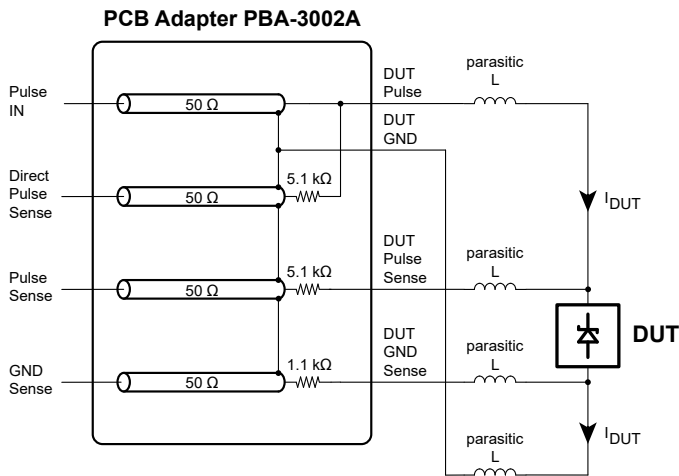 PCB Adapter PBA-3002A
Pulse
IN
50 Ω
DUT
Pulse
parasitic
L
DUT
GND
Direct
Pulse
Sense
50 Ω
5.1 kΩ
IDUT
Pulse
Sense
50 Ω
5.1 kΩ
DUT
Pulse
Sense
parasitic
L
DUT
GND
Sense
50 Ω
1.1 kΩ
DUT
GND
Sense
parasitic
L
IDUT
parasitic
L